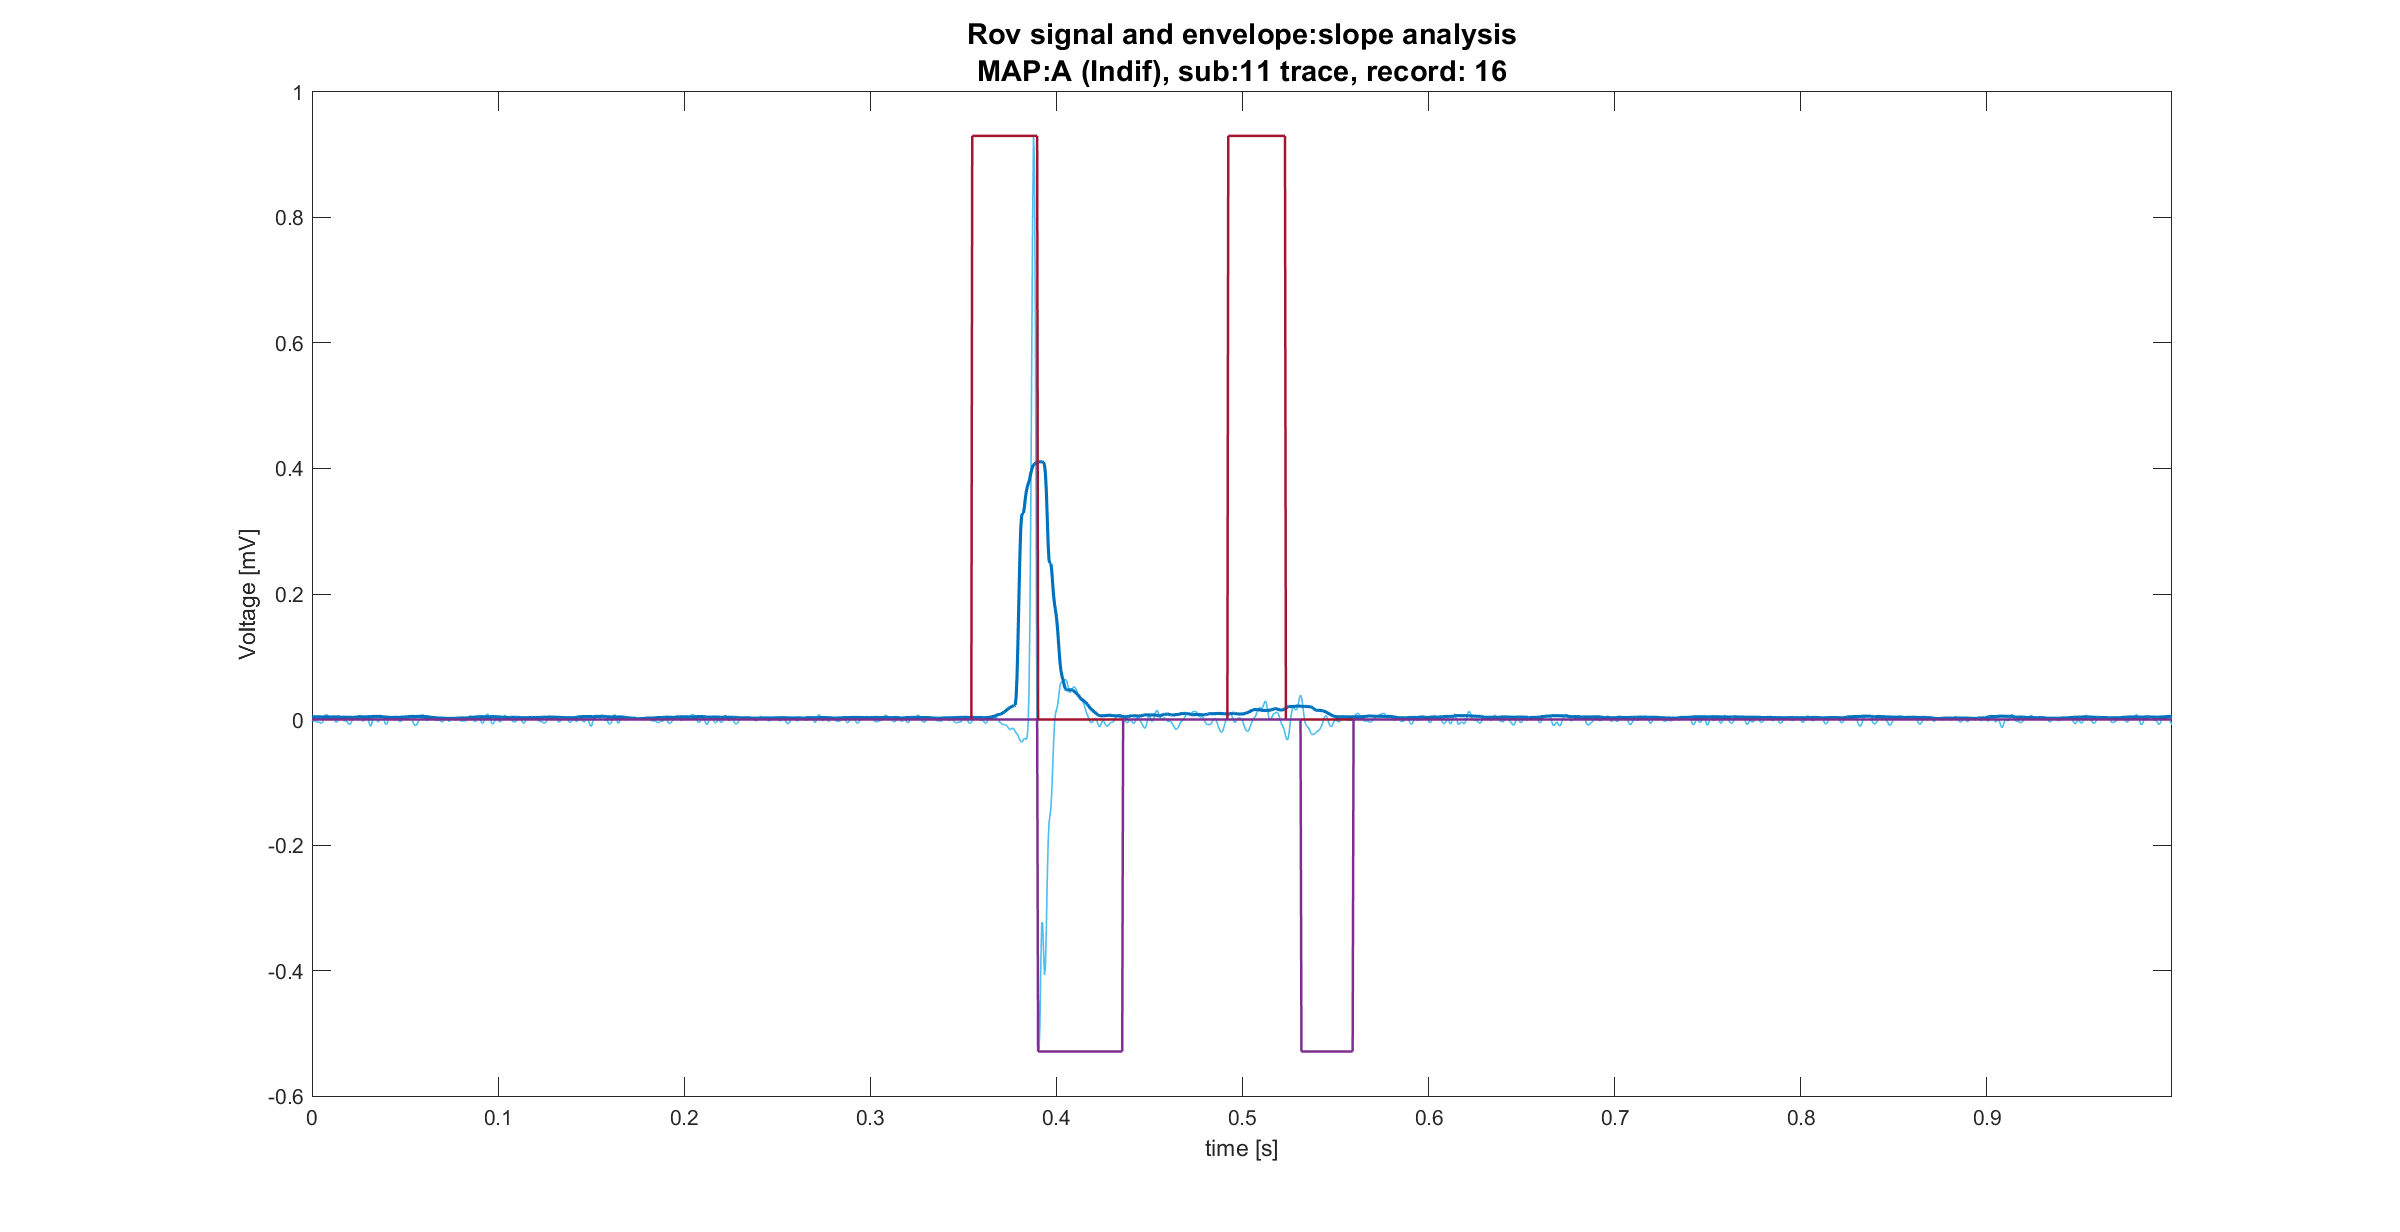 Rov signal and envelope:slope analysis
MAP:A (Indif), sub:11 trace, record: 16
1
0.8
0.6
0.4
0.2
0
-0.2
-0.4
-0.6
Voltage [mV]
0 0.1 0.2 0.3 0.4 0.5 0.6 0.7 0.8 0.9
time [s]